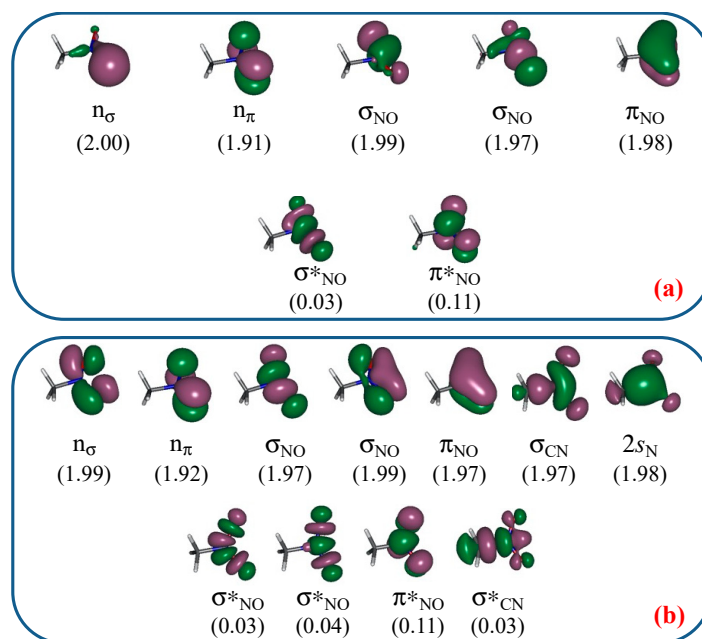 nσ nπ σNO σNO πNO
(2.00) (1.91) (1.99) (1.97) (1.98)
σ*NO π*NO
(0.03) (0.11) (a)
nσ nπ σNO σNO πNO σCN 2sN
(1.99) (1.92) (1.97) (1.99) (1.97) (1.97) (1.98)
σ*NO σ*NO π*NO σ*CN
(0.03) (0.04) (0.11) (0.03) (b)